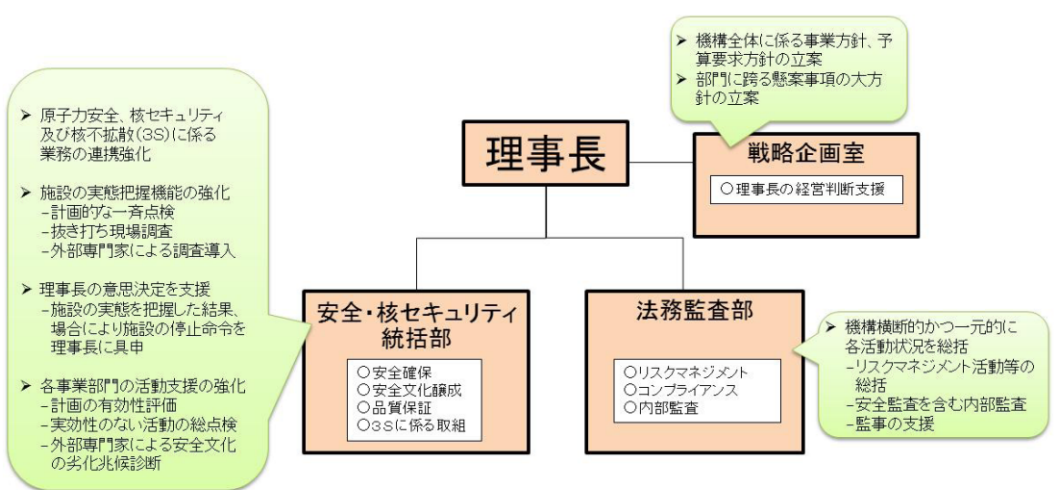 ➤ 機構全体に係る事業方針、予
算要求方針の立案
➤ 部門に跨る懸案事項の大方
針の立案
理事長
戦略企画室
○理事長の経営判断支援
➤ 原子力安全、核セキュリティ
及び核不拡散(3S)に係る
業務の連携強化
➤ 施設の実態把握機能の強化
-計画的な一斉点検
-抜き打ち現場調査
-外部専門家による調査導入
➤ 理事長の意思決定を支援
-施設の実態を把握した結果、
場合により施設の停止命令を
理事長に具申
➤ 各事業部門の活動支援の強化
-計画の有効性評価
-実効性のない活動の総点検
-外部専門家による安全文化
の劣化兆候診断
安全・核セキュリティ
統括部
○安全確保
○安全文化醸成
○品質保証
○3Sに係る取組
法務監査部
○リスクマネジメント
○コンプライアンス
○内部監査
➤ 機構横断的かつ一元的に
各活動状況を総括
-リスクマネジメント活動等の
総括
-安全監査を含む内部監査
-監事の支援